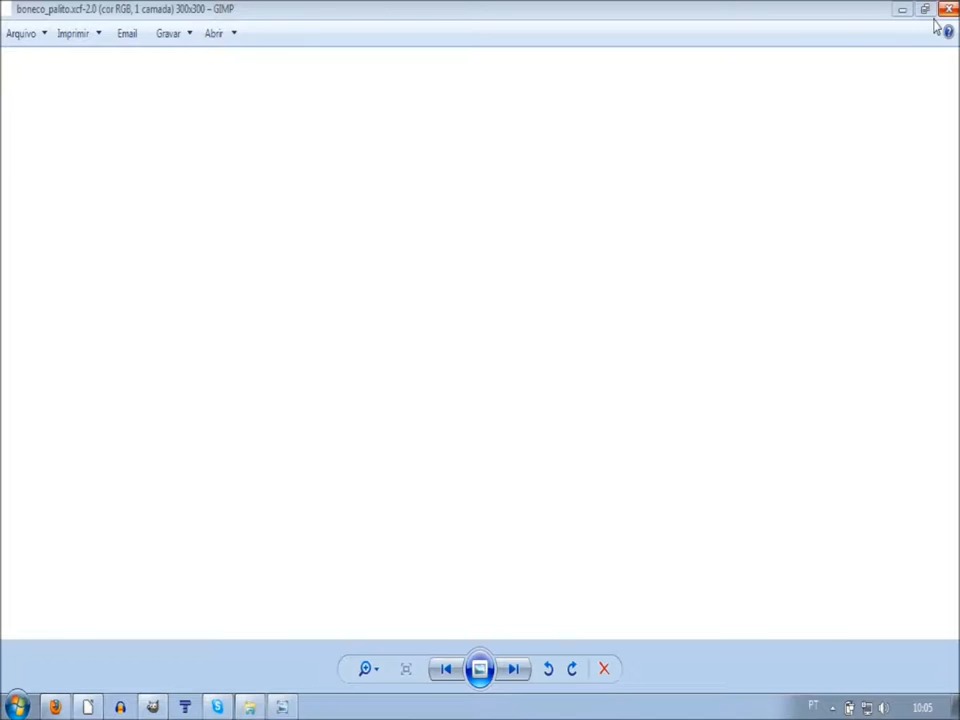 boneco_palito.xcf-2.0 (cor RGB, 1 camada) 300x300 – GIMP
Arquivo Imprimir Email Gravar Abrir
PT 10:05